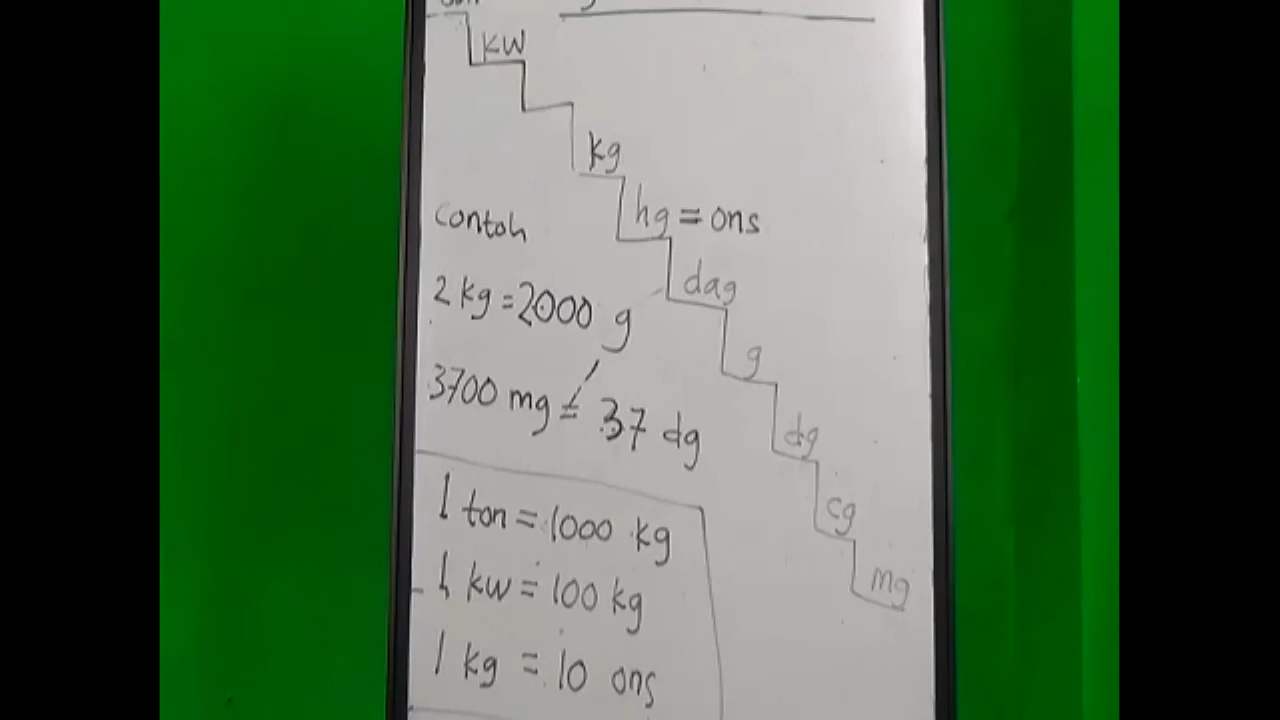 kw
kg
hg = ons
dag
g
dg
cg
mg
contoh
2 kg = 2000 g
3700 mg = 37 dg
1 ton = 1000 kg
1 kw = 100 kg
1 kg = 10 ons